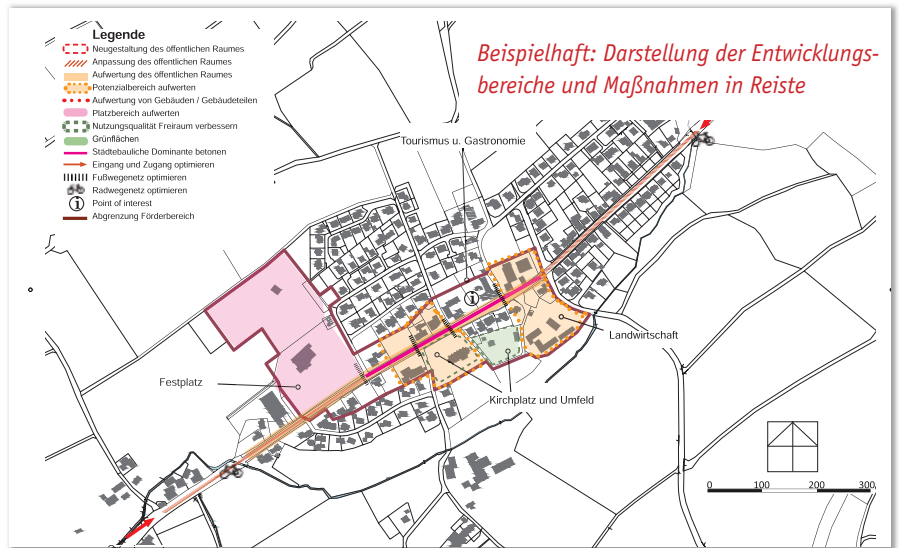 Legende
Neugestaltung des öffentlichen Raumes
Anpassung des öffentlichen Raumes
Aufwertung des öffentlichen Raumes
Potenzialbereich aufwerten
Aufwertung von Gebäuden / Gebäudeteilen
Platzbereich aufwerten
Nutzungsqualität Freiraum verbessern
Grünflächen
Städtebauliche Dominante betonen
Eingang und Zugang optimieren
Fußwegenetz optimieren
Radwegenetz optimieren
i Point of interest
Abgrenzung Förderbereich
Beispielhaft: Darstellung der Entwicklungs-
bereiche und Maßnahmen in Reiste
Tourismus u. Gastronomie
i
Landwirtschaft
Festplatz
Kirchplatz und Umfeld
0 100 200 300